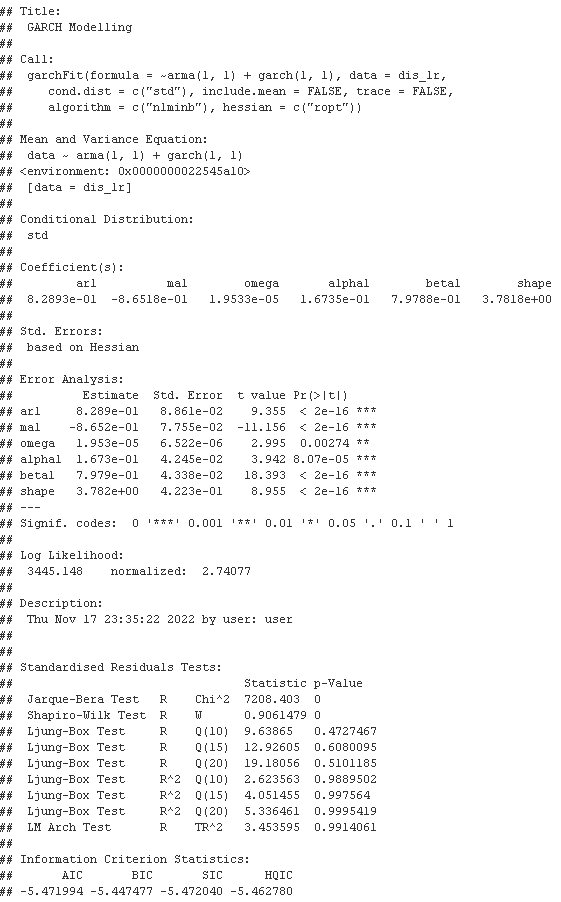 ## Title:
##  GARCH Modelling
##
## Call:
##  garchFit(formula = ~arma(1, 1) + garch(1, 1), data = dis_lr,
##     cond.dist = c("std"), include.mean = FALSE, trace = FALSE,
##     algorithm = c("nlminb"), hessian = c("ropt"))
##
## Mean and Variance Equation:
##  data ~ arma(1, 1) + garch(1, 1)
## <environment: 0x0000000022545a10>
##  [data = dis_lr]
##
## Conditional Distribution:
##  std
##
## Coefficient(s):
##         ar1          ma1        omega       alpha1        beta1        shape
##  8.2893e-01  -8.6518e-01   1.9533e-05   1.6735e-01   7.9788e-01   3.7818e+00
##
## Std. Errors:
##  based on Hessian
##
## Error Analysis:
##          Estimate  Std. Error  t value Pr(>|t|)
## ar1     8.289e-01   8.861e-02    9.355  < 2e-16 ***
## ma1    -8.652e-01   7.755e-02  -11.156  < 2e-16 ***
## omega   1.953e-05   6.522e-06    2.995  0.00274 **
## alpha1  1.673e-01   4.245e-02    3.942 8.07e-05 ***
## beta1   7.979e-01   4.338e-02   18.393  < 2e-16 ***
## shape   3.782e+00   4.223e-01    8.955  < 2e-16 ***
## ---
## Signif. codes:  0 '***' 0.001 '**' 0.01 '*' 0.05 '.' 0.1 ' ' 1
##
## Log Likelihood:
##  3445.148    normalized:  2.74077
##
## Description:
##  Thu Nov 17 23:35:22 2022 by user: user
##
##
## Standardised Residuals Tests:
##                                 Statistic p-Value
##  Jarque-Bera Test   R    Chi^2  7208.403  0
##  Shapiro-Wilk Test  R    W      0.9061479 0
##  Ljung-Box Test     R    Q(10)  9.63865   0.4727467
##  Ljung-Box Test     R    Q(15)  12.92605  0.6080095
##  Ljung-Box Test     R    Q(20)  19.18056  0.5101185
##  Ljung-Box Test     R^2  Q(10)  2.623563  0.9889502
##  Ljung-Box Test     R^2  Q(15)  4.051455  0.997564
##  Ljung-Box Test     R^2  Q(20)  5.336461  0.9995419
##  LM Arch Test       R    TR^2   3.453595  0.9914061
##
## Information Criterion Statistics:
##       AIC       BIC       SIC      HQIC
## -5.471994 -5.447477 -5.472040 -5.462780